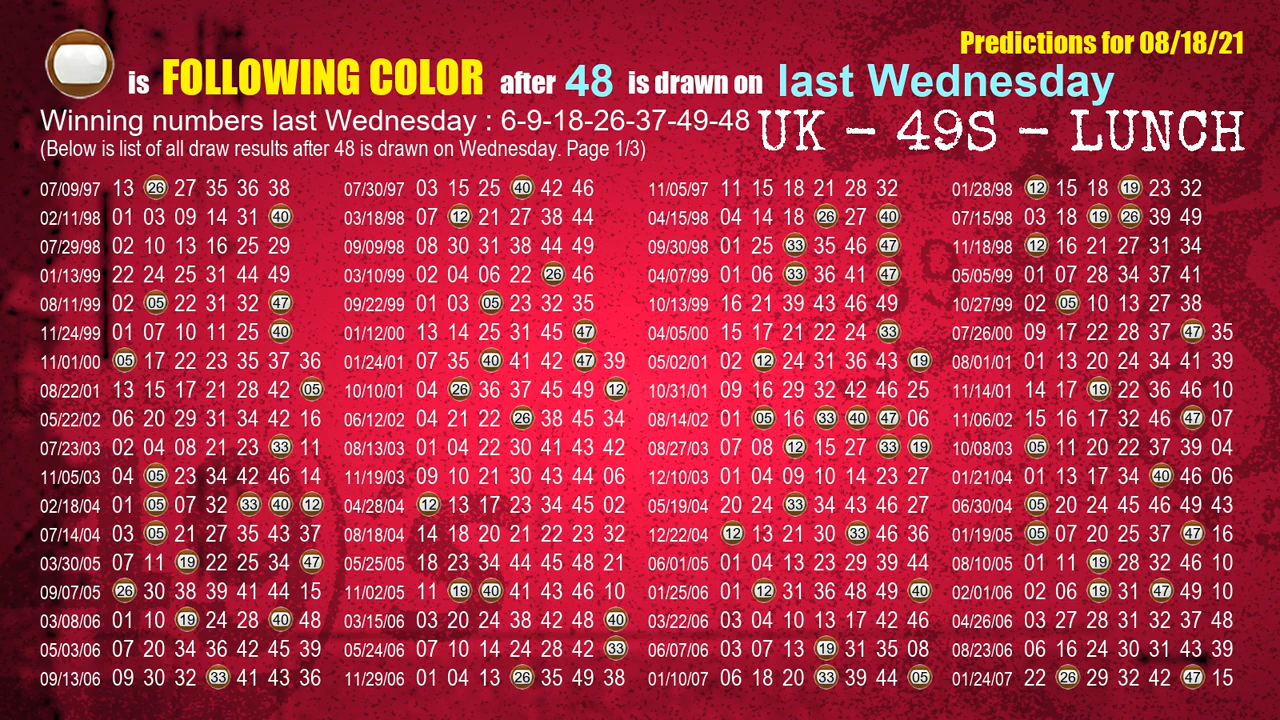 Predictions for 08/18/21
is FOLLOWING COLOR after 48 is drawn on last Wednesday
Winning numbers last Wednesday : 6-9-18-26-37-49-48
UK - 49S - LUNCH
(Below is list of all draw results after 48 is drawn on Wednesday. Page 1/3)
07/09/97 13 26 27 35 36 38 07/30/97 03 15 25 40 42 46 11/05/97 11 15 18 21 28 32 01/28/98 12 15 18 19 23 32
02/11/98 01 03 09 14 31 40 03/18/98 07 12 21 27 38 44 04/15/98 04 14 18 26 27 40 07/15/98 03 18 19 26 39 49
07/29/98 02 10 13 16 25 29 09/09/98 08 30 31 38 44 49 09/30/98 01 25 33 35 46 47 11/18/98 12 16 21 27 31 34
01/13/99 22 24 25 31 44 49 03/10/99 02 04 06 22 26 46 04/07/99 01 06 33 36 41 47 05/05/99 01 07 28 34 37 41
08/11/99 02 05 22 31 32 47 09/22/99 01 03 05 23 32 35 10/13/99 16 21 39 43 46 49 10/27/99 02 05 10 13 27 38
11/24/99 01 07 10 11 25 40 01/12/00 13 14 25 31 45 47 04/05/00 15 17 21 22 24 33 07/26/00 09 17 22 28 37 47 35
11/01/00 05 17 22 23 35 37 36 01/24/01 07 35 40 41 42 47 39 05/02/01 02 12 24 31 36 43 19 08/01/01 01 13 20 24 34 41 39
08/22/01 13 15 17 21 28 42 05 10/10/01 04 26 36 37 45 49 12 10/31/01 09 16 29 32 42 46 25 11/14/01 14 17 19 22 36 46 10
05/22/02 06 20 29 31 34 42 16 06/12/02 04 21 22 26 38 45 34 08/14/02 01 05 16 33 40 47 06 11/06/02 15 16 17 32 46 47 07
07/23/03 02 04 08 21 23 33 11 08/13/03 01 04 22 30 41 43 42 08/27/03 07 08 12 15 27 33 19 10/08/03 05 11 20 22 37 39 04
11/05/03 04 05 23 34 42 46 14 11/19/03 09 10 21 30 43 44 06 12/10/03 01 04 09 10 14 23 27 01/21/04 01 13 17 34 40 46 06
02/18/04 01 05 07 32 33 40 12 04/28/04 12 13 17 23 34 45 02 05/19/04 20 24 33 34 43 46 27 06/30/04 05 20 24 45 46 49 43
07/14/04 03 05 21 27 35 43 37 08/18/04 14 18 20 21 22 23 32 12/22/04 12 13 21 30 33 46 36 01/19/05 05 07 20 25 37 47 16
03/30/05 07 11 19 22 25 34 47 05/25/05 18 23 34 44 45 48 21 06/01/05 01 04 13 23 29 39 44 08/10/05 01 11 19 28 32 46 10
09/07/05 26 30 38 39 41 44 15 11/02/05 11 19 40 41 43 46 10 01/25/06 01 12 31 36 48 49 40 02/01/06 02 06 19 31 47 49 10
03/08/06 01 10 19 24 28 40 48 03/15/06 03 20 24 38 42 48 40 03/22/06 03 04 10 13 17 42 46 04/26/06 03 27 28 31 32 37 48
05/03/06 07 20 34 36 42 45 39 05/24/06 07 10 14 24 28 42 33 06/07/06 03 07 13 19 31 35 08 08/23/06 06 15 24 30 31 43 39
09/13/06 09 30 32 33 41 43 36 11/29/06 01 04 13 26 35 49 38 01/10/07 06 18 20 33 39 44 05 01/24/07 22 26 29 32 42 47 15